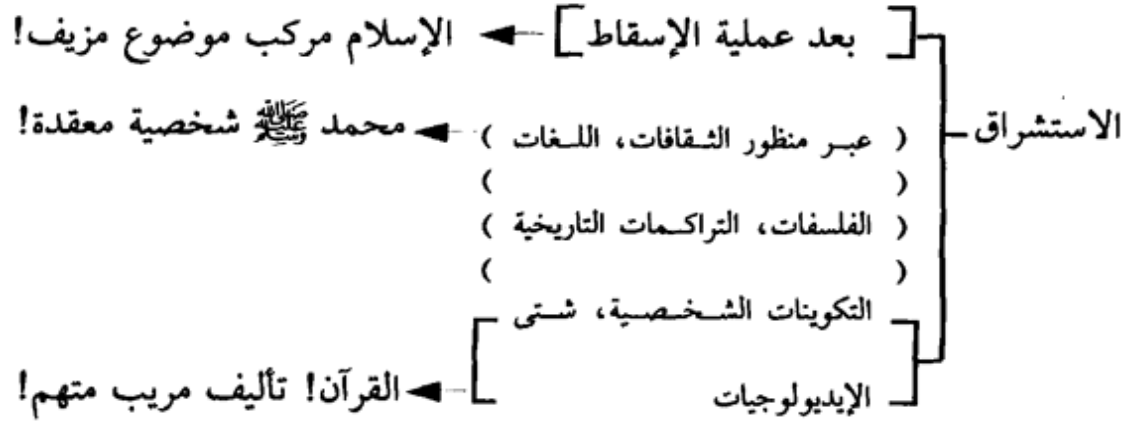 بعد عملية الإسقاط
الإسلام مركب موضوع مزيف!
الاستشراق
( عبر منظور الثقافات، اللغات )
محمد ﷺ شخصية معقدة!
( )
( الفلسفات، التراكمات التاريخية )
( )
التكوينات الشخصية، شتى
الإيديولوجيات
القرآن! تأليف مريب متهم!